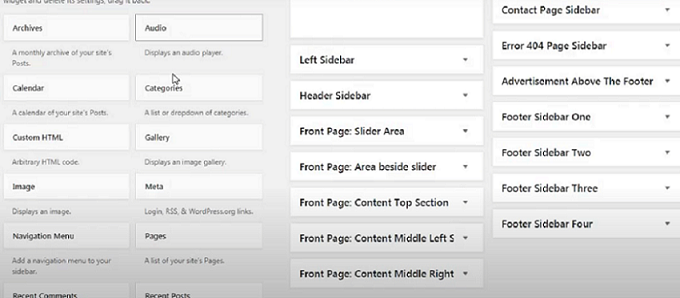 widget and delete its settings, drag it back.
Archives
Audio
A monthly archive of your site's
Posts.
Displays an audio player.
Calendar
Categories
A calendar of your site's Posts.
A list or dropdown of categories.
Custom HTML
Gallery
Arbitrary HTML code.
Displays an image gallery.
Image
Meta
Displays an image.
Login, RSS, & WordPress.org links.
Navigation Menu
Pages
Add a navigation menu to your
sidebar.
A list of your site's Pages.
Recent Comments
Recent Posts
Left Sidebar
Header Sidebar
Front Page: Slider Area
Front Page: Area beside slider
Front Page: Content Top Section
Front Page: Content Middle Left S
Front Page: Content Middle Right
Contact Page Sidebar
Error 404 Page Sidebar
Advertisement Above The Footer
Footer Sidebar One
Footer Sidebar Two
Footer Sidebar Three
Footer Sidebar Four